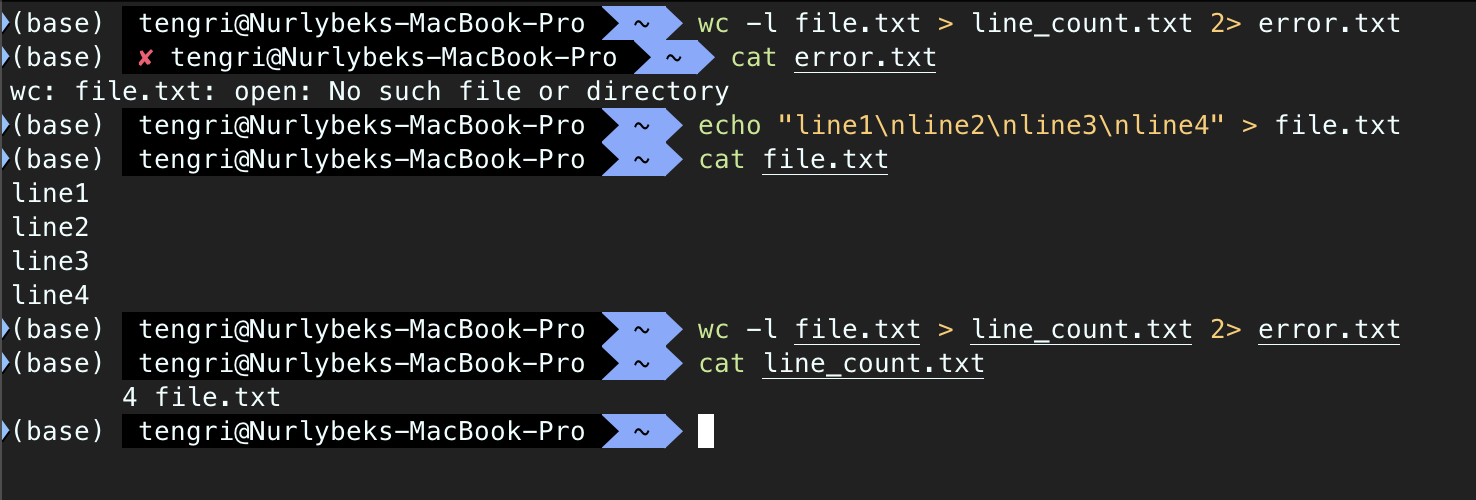 (base) tengri@Nurlybeks-MacBook-Pro ~ wc -l file.txt > line_count.txt 2> error.txt
(base) ✘ tengri@Nurlybeks-MacBook-Pro ~ cat error.txt
wc: file.txt: open: No such file or directory
(base) tengri@Nurlybeks-MacBook-Pro ~ echo "line1\nline2\nline3\nline4" > file.txt
(base) tengri@Nurlybeks-MacBook-Pro ~ cat file.txt
line1
line2
line3
line4
(base) tengri@Nurlybeks-MacBook-Pro ~ wc -l file.txt > line_count.txt 2> error.txt
(base) tengri@Nurlybeks-MacBook-Pro ~ cat line_count.txt
4 file.txt
(base) tengri@Nurlybeks-MacBook-Pro ~